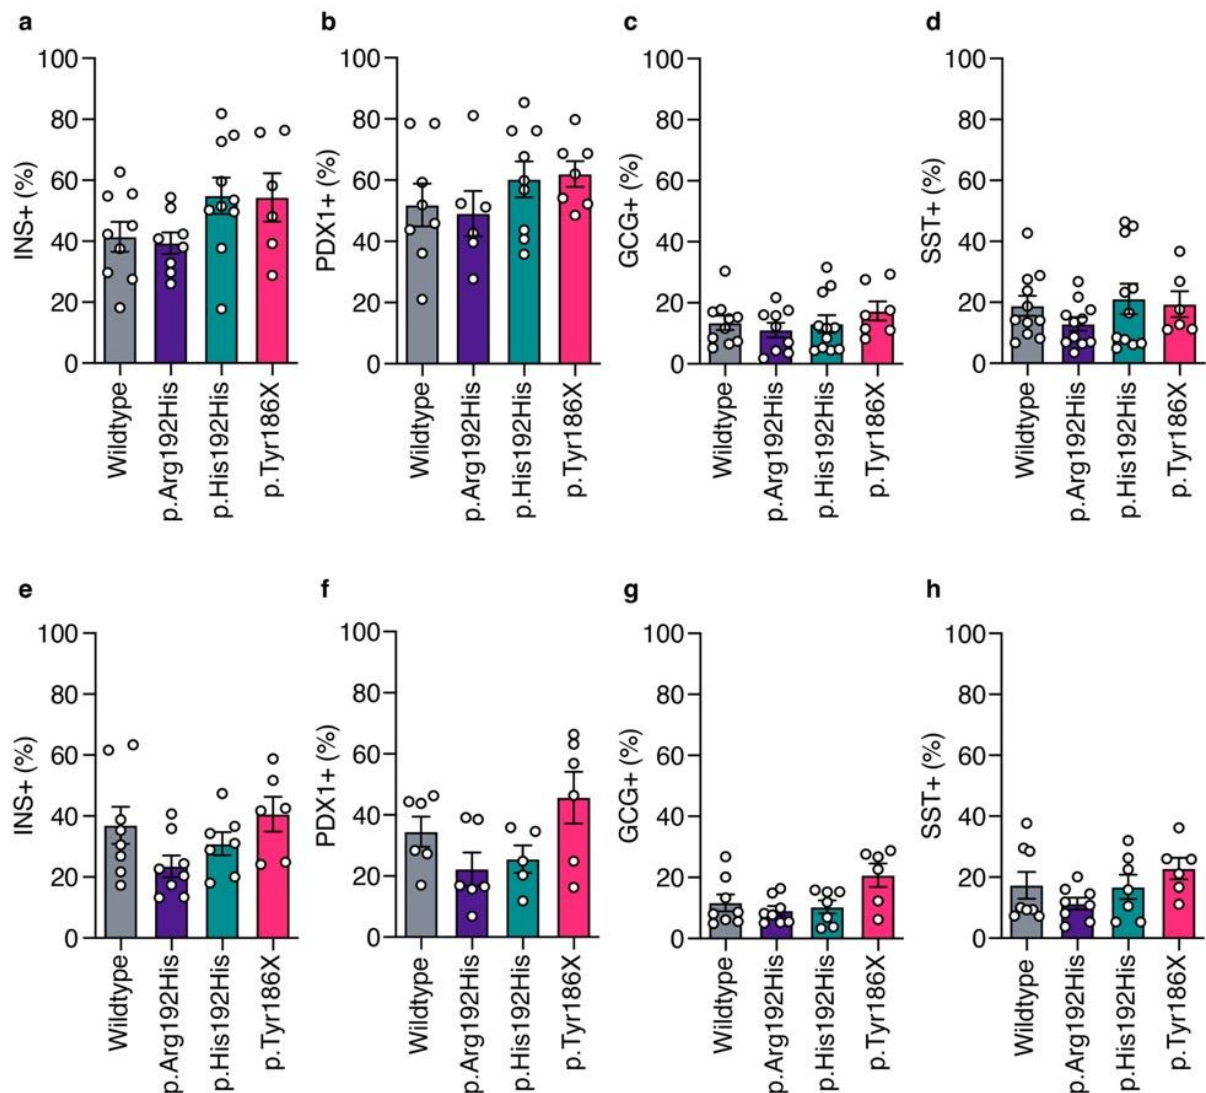 a
INS+ (%)
100
80
60
40
20
0
Wildtype
p.Arg192His
p.His192His
p.Tyr186X
b
PDX1+ (%)
100
80
60
40
20
0
Wildtype
p.Arg192His
p.His192His
p.Tyr186X
c
GCG+ (%)
100
80
60
40
20
0
Wildtype
p.Arg192His
p.His192His
p.Tyr186X
d
SST+ (%)
100
80
60
40
20
0
Wildtype
p.Arg192His
p.His192His
p.Tyr186X
e
INS+ (%)
100
80
60
40
20
0
Wildtype
p.Arg192His
p.His192His
p.Tyr186X
f
PDX1+ (%)
100
80
60
40
20
0
Wildtype
p.Arg192His
p.His192His
p.Tyr186X
g
GCG+ (%)
100
80
60
40
20
0
Wildtype
p.Arg192His
p.His192His
p.Tyr186X
h
SST+ (%)
100
80
60
40
20
0
Wildtype
p.Arg192His
p.His192His
p.Tyr186X